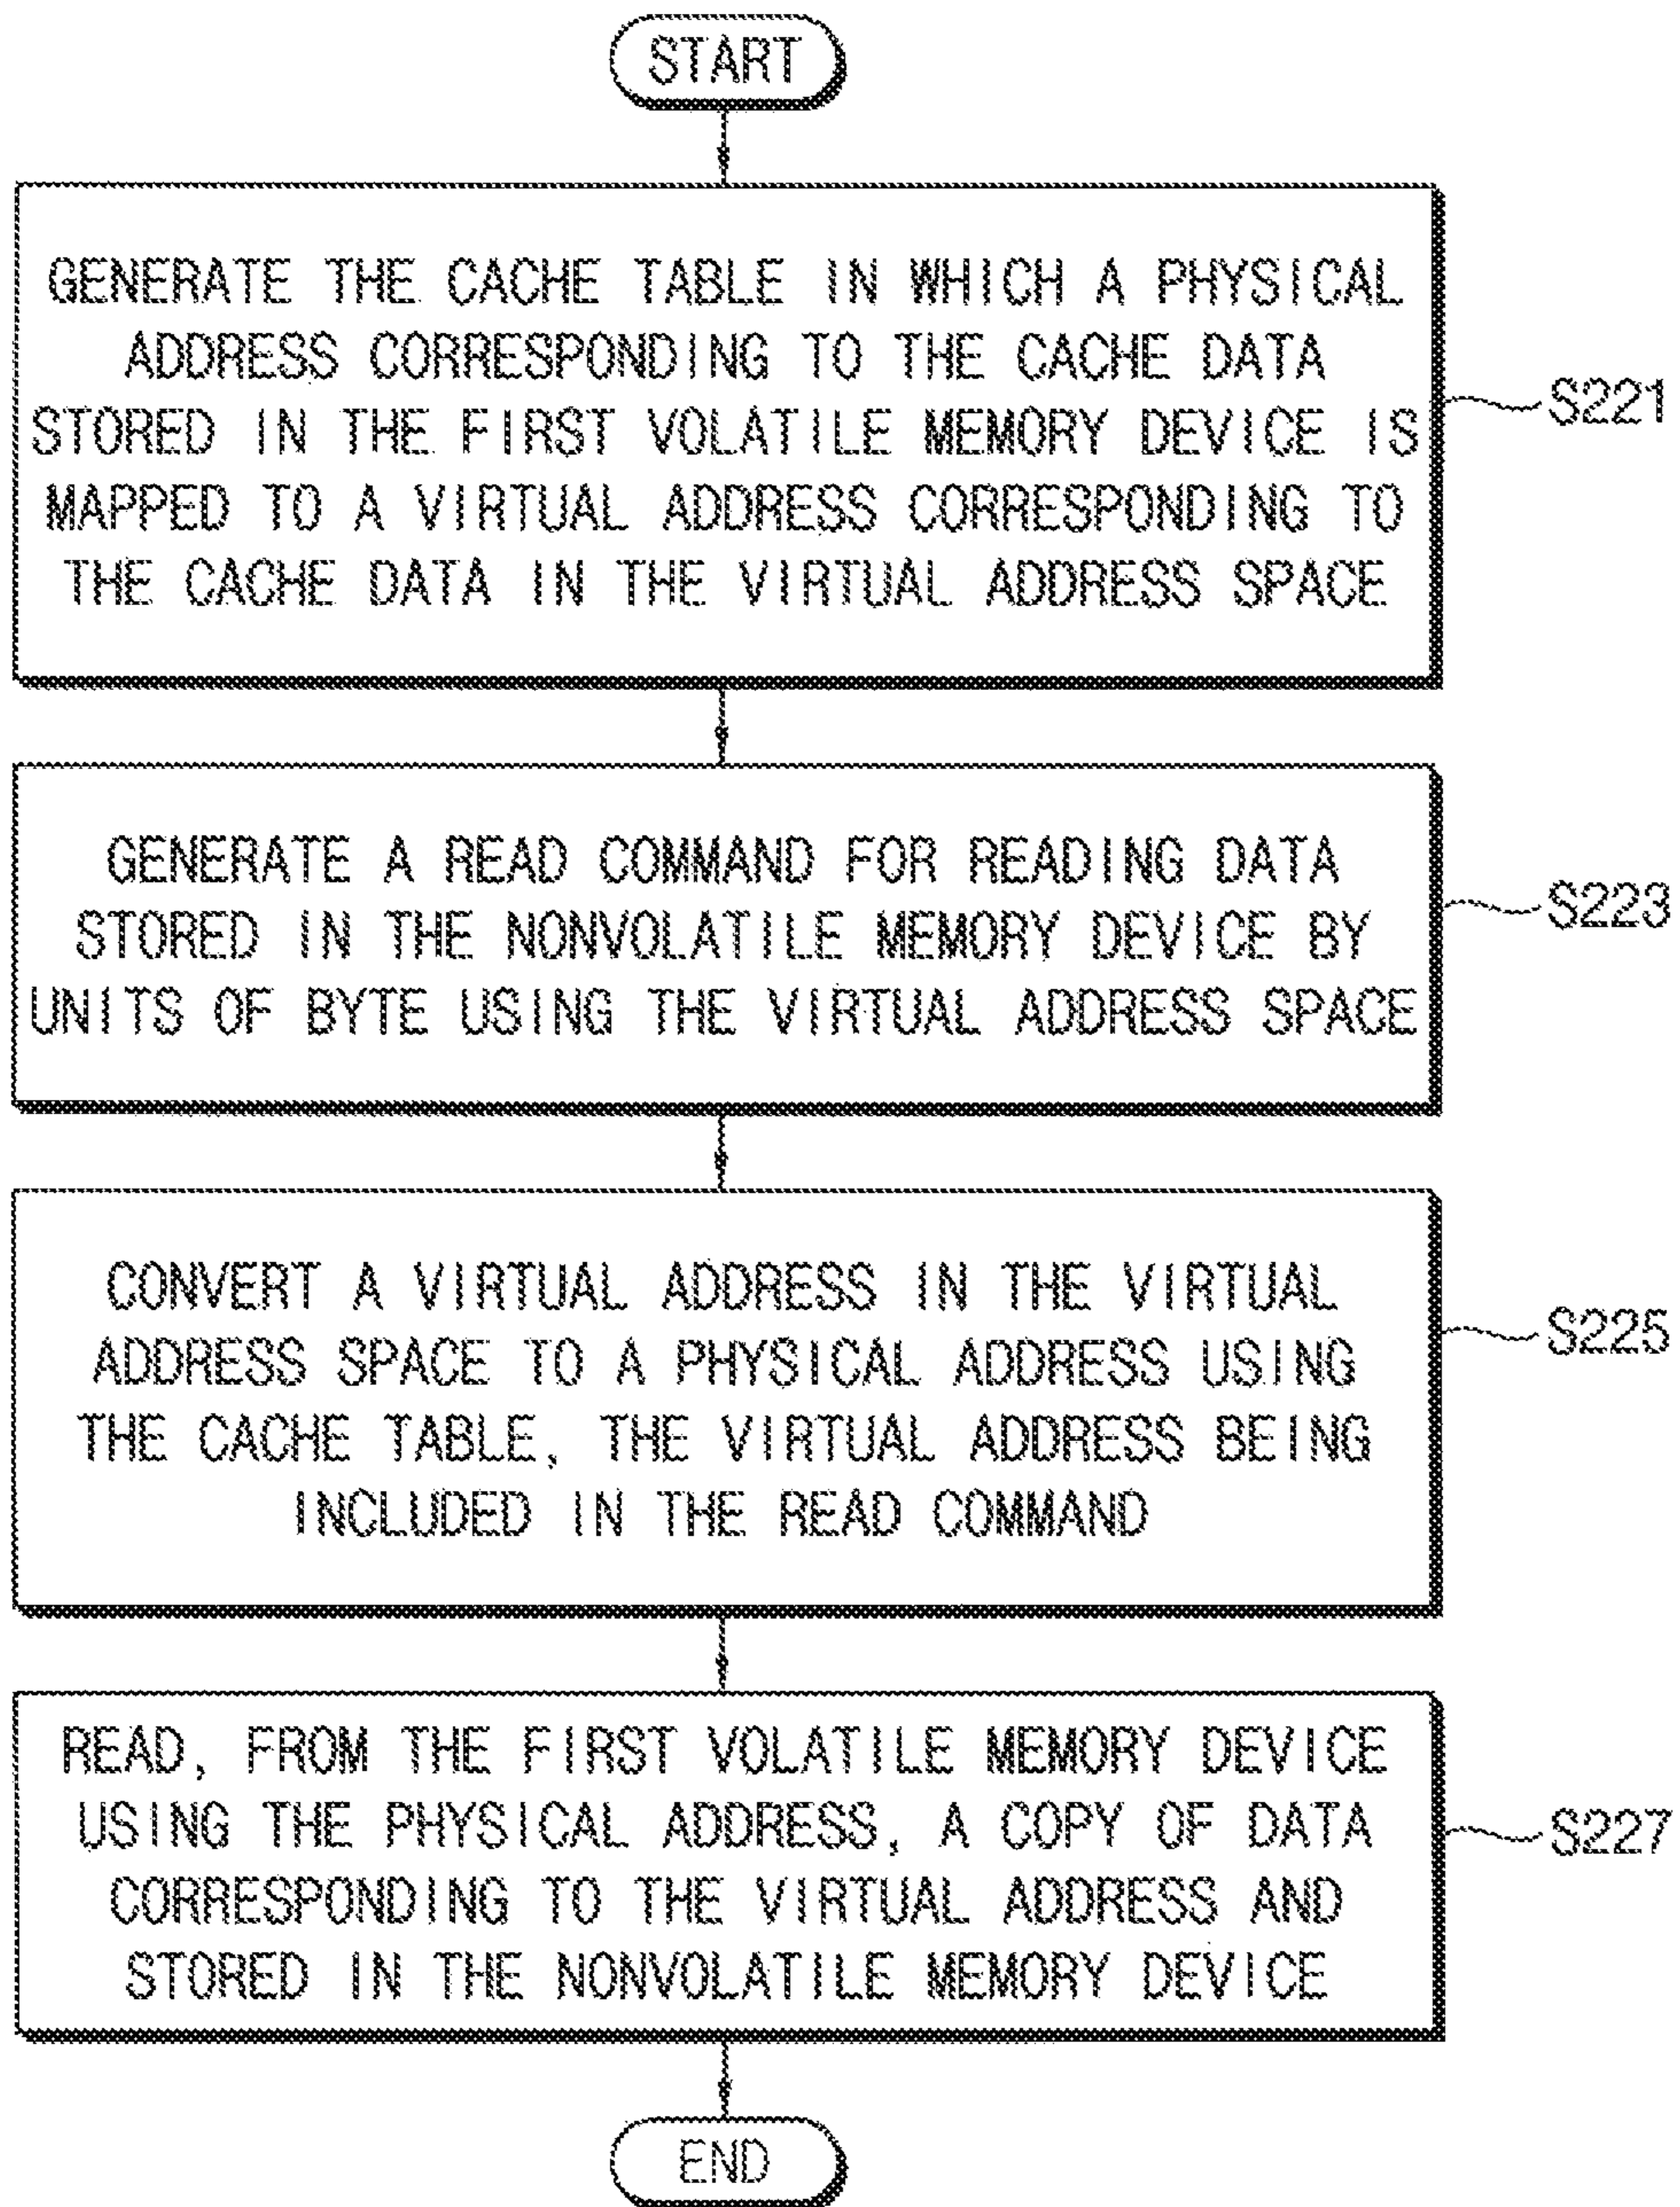 START
GENERATE THE CACHE TABLE IN WHICH A PHYSICAL
ADDRESS CORRESPONDING TO THE CACHE DATA
STORED IN THE FIRST VOLATILE MEMORY DEVICE IS
MAPPED TO A VIRTUAL ADDRESS CORRESPONDING TO
THE CACHE DATA IN THE VIRTUAL ADDRESS SPACE
S221
GENERATE A READ COMMAND FOR READING DATA
STORED IN THE NONVOLATILE MEMORY DEVICE BY
UNITS OF BYTE USING THE VIRTUAL ADDRESS SPACE
S223
CONVERT A VIRTUAL ADDRESS IN THE VIRTUAL
ADDRESS SPACE TO A PHYSICAL ADDRESS USING
THE CACHE TABLE, THE VIRTUAL ADDRESS BEING
INCLUDED IN THE READ COMMAND
S225
READ, FROM THE FIRST VOLATILE MEMORY DEVICE
USING THE PHYSICAL ADDRESS, A COPY OF DATA
CORRESPONDING TO THE VIRTUAL ADDRESS AND
STORED IN THE NONVOLATILE MEMORY DEVICE
S227
END